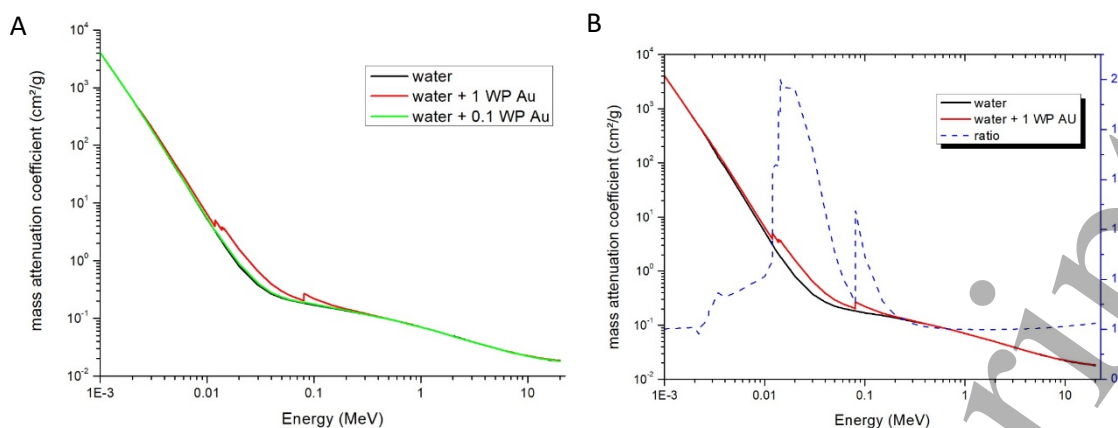 A
mass attenuation coefficient (cm²/g)
10⁴
10³
10²
10¹
10⁰
10⁻¹
10⁻²
1E-3
0.01
0.1
1
10
Energy (MeV)
water
water + 1 WP Au
water + 0.1 WP Au
B
mass attenuation coefficient (cm²/g)
10⁴
10³
10²
10¹
10⁰
10⁻¹
10⁻²
1E-3
0.01
0.1
1
10
Energy (MeV)
water
water + 1 WP AU
ratio